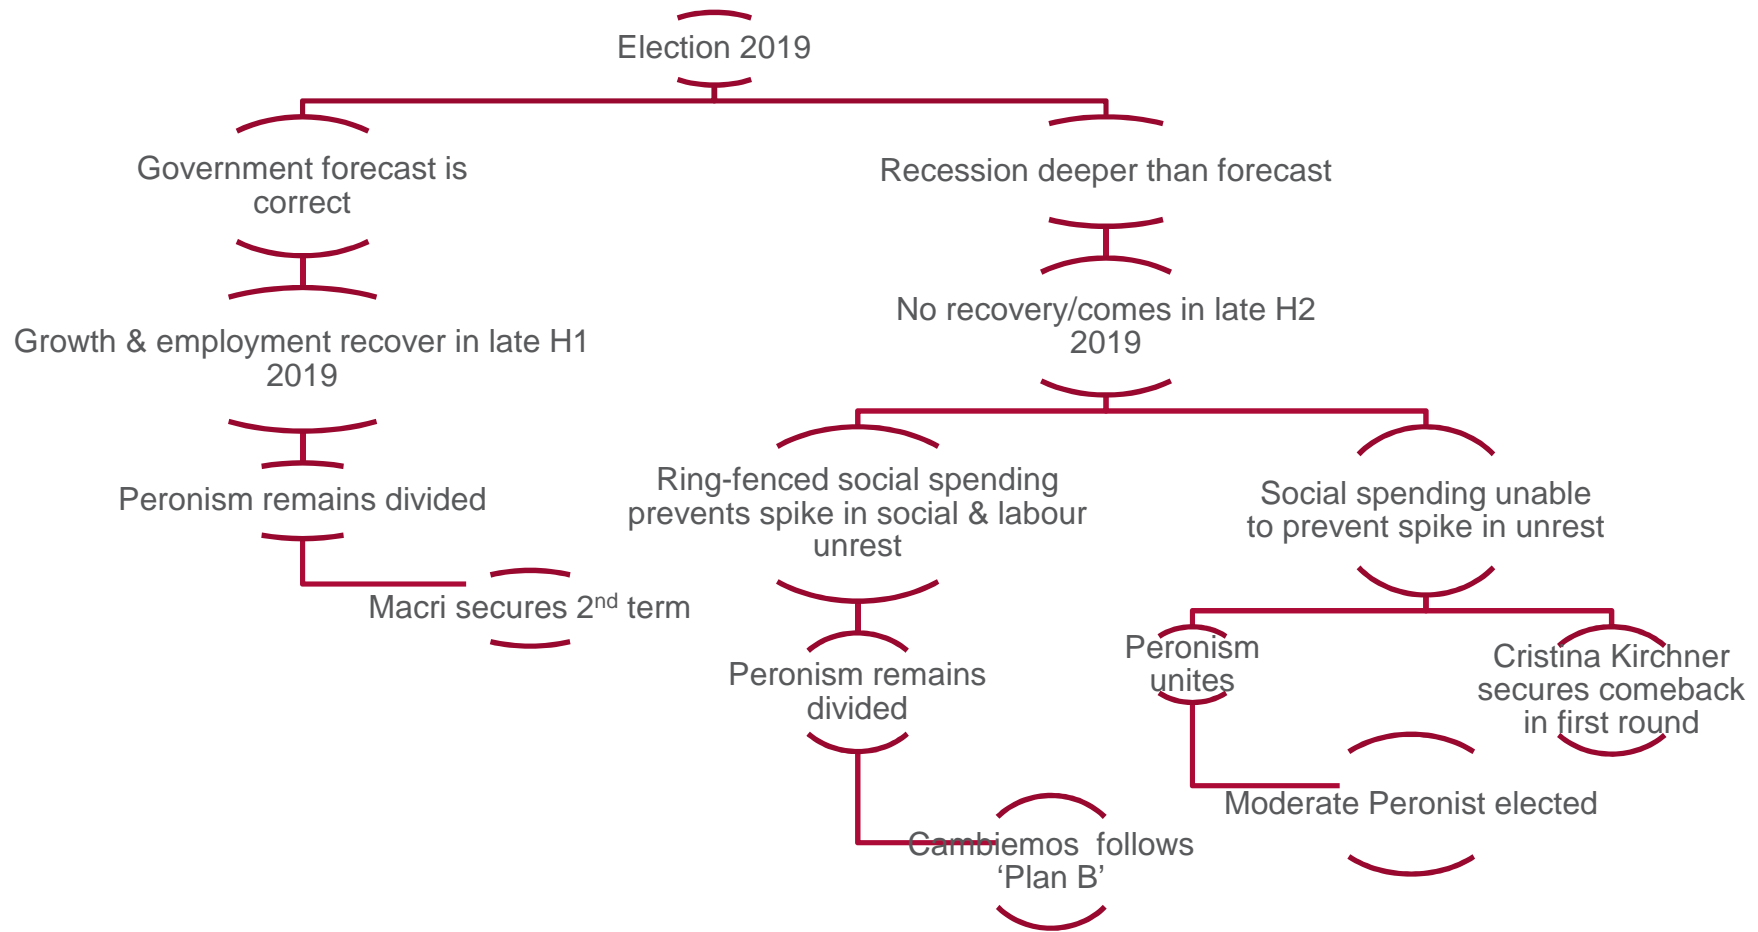 Election 2019
Government forecast is
correct
Recession deeper than forecast
Growth & employment recover in late H1
2019
No recovery/comes in late H2
2019
Peronism remains divided
Ring-fenced social spending
prevents spike in social & labour
unrest
Social spending unable
to prevent spike in unrest
Macri secures 2nd term
Peronism remains
divided
Peronism
unites
Cristina Kirchner
secures comeback
in first round
Moderate Peronist elected
Cambiemos  follows
‘Plan B’